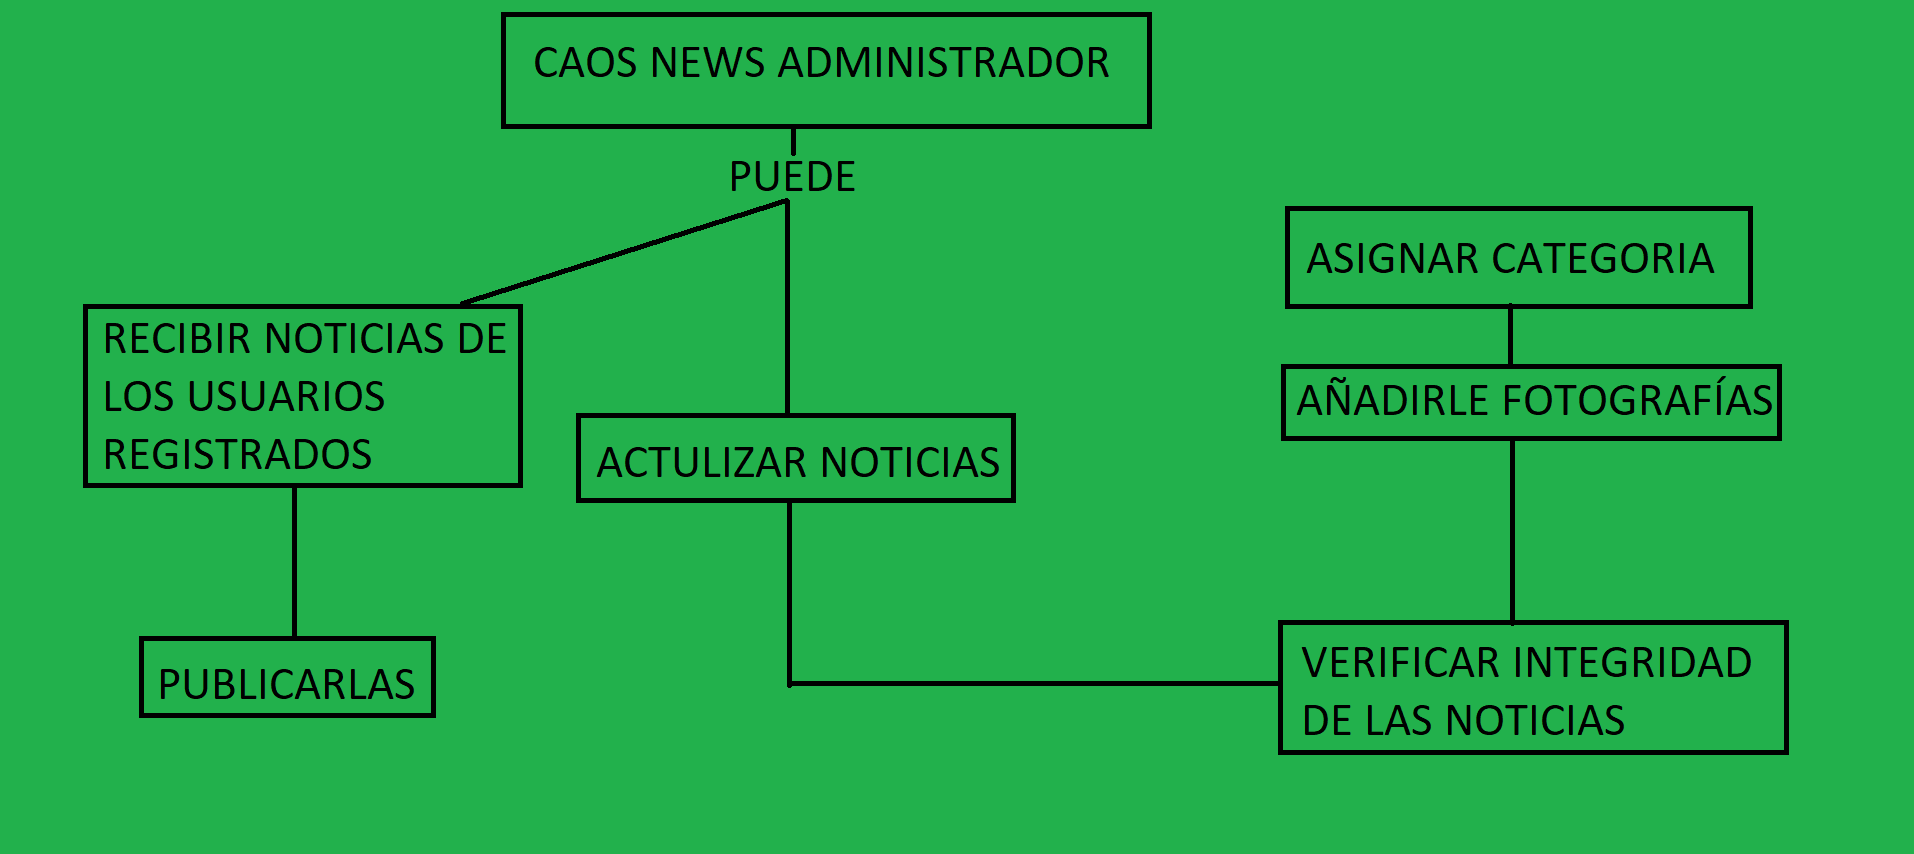 CAOS NEWS ADMINISTRADOR
PUEDE
RECIBIR NOTICIAS DE
LOS USUARIOS
REGISTRADOS
PUBLICARLAS
ACTULIZAR NOTICIAS
ASIGNAR CATEGORIA
AÑADIRLE FOTOGRAFÍAS
VERIFICAR INTEGRIDAD
DE LAS NOTICIAS